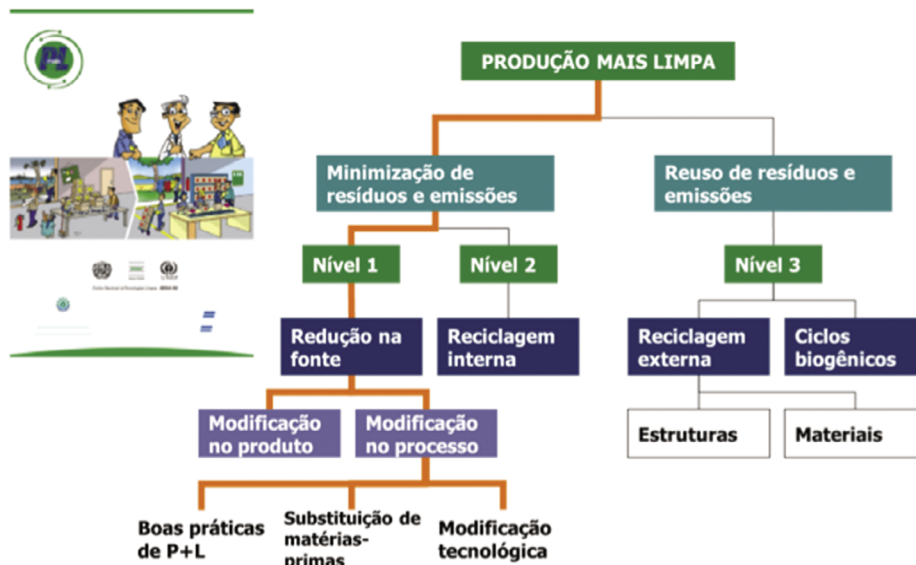 P+L
PRODUÇÃO MAIS LIMPA
Minimização de
resíduos e emissões
Reuso de resíduos e
emissões
Nível 1
Nível 2
Nível 3
Redução na
fonte
Reciclagem
interna
Reciclagem
externa
Ciclos
biogênicos
Modificação
no produto
Modificação
no processo
Estruturas
Materiais
Boas práticas
de P+L
Substituição de
matérias-
primas
Modificação
tecnológica